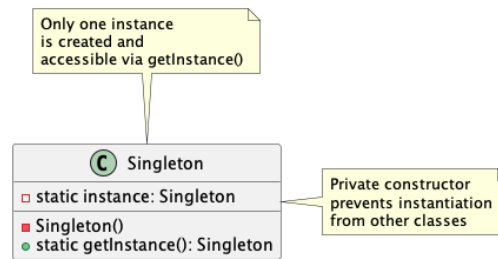 Only one instance
is created and
accessible via getInstance()
C Singleton
static instance: Singleton
Singleton()
static getInstance(): Singleton
Private constructor
prevents instantiation
from other classes